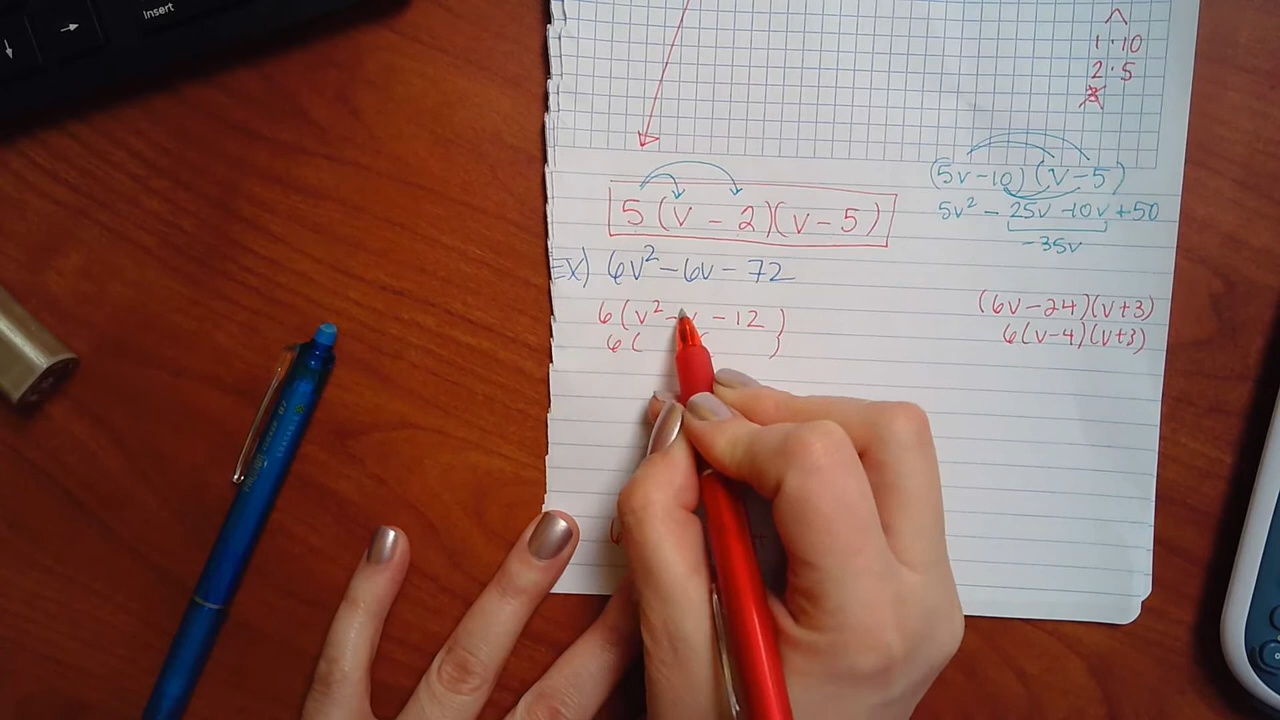 Insert
1 · 10
2 · 5
3
(5v-10)(v-5)
5v² - 25v -10v +50
-35v
5(v - 2)(v-5)
EX) 6v² - 6v - 72
6(v² - v - 12)
6( )
(6v-24)(v+3)
6(v-4)(v+3)